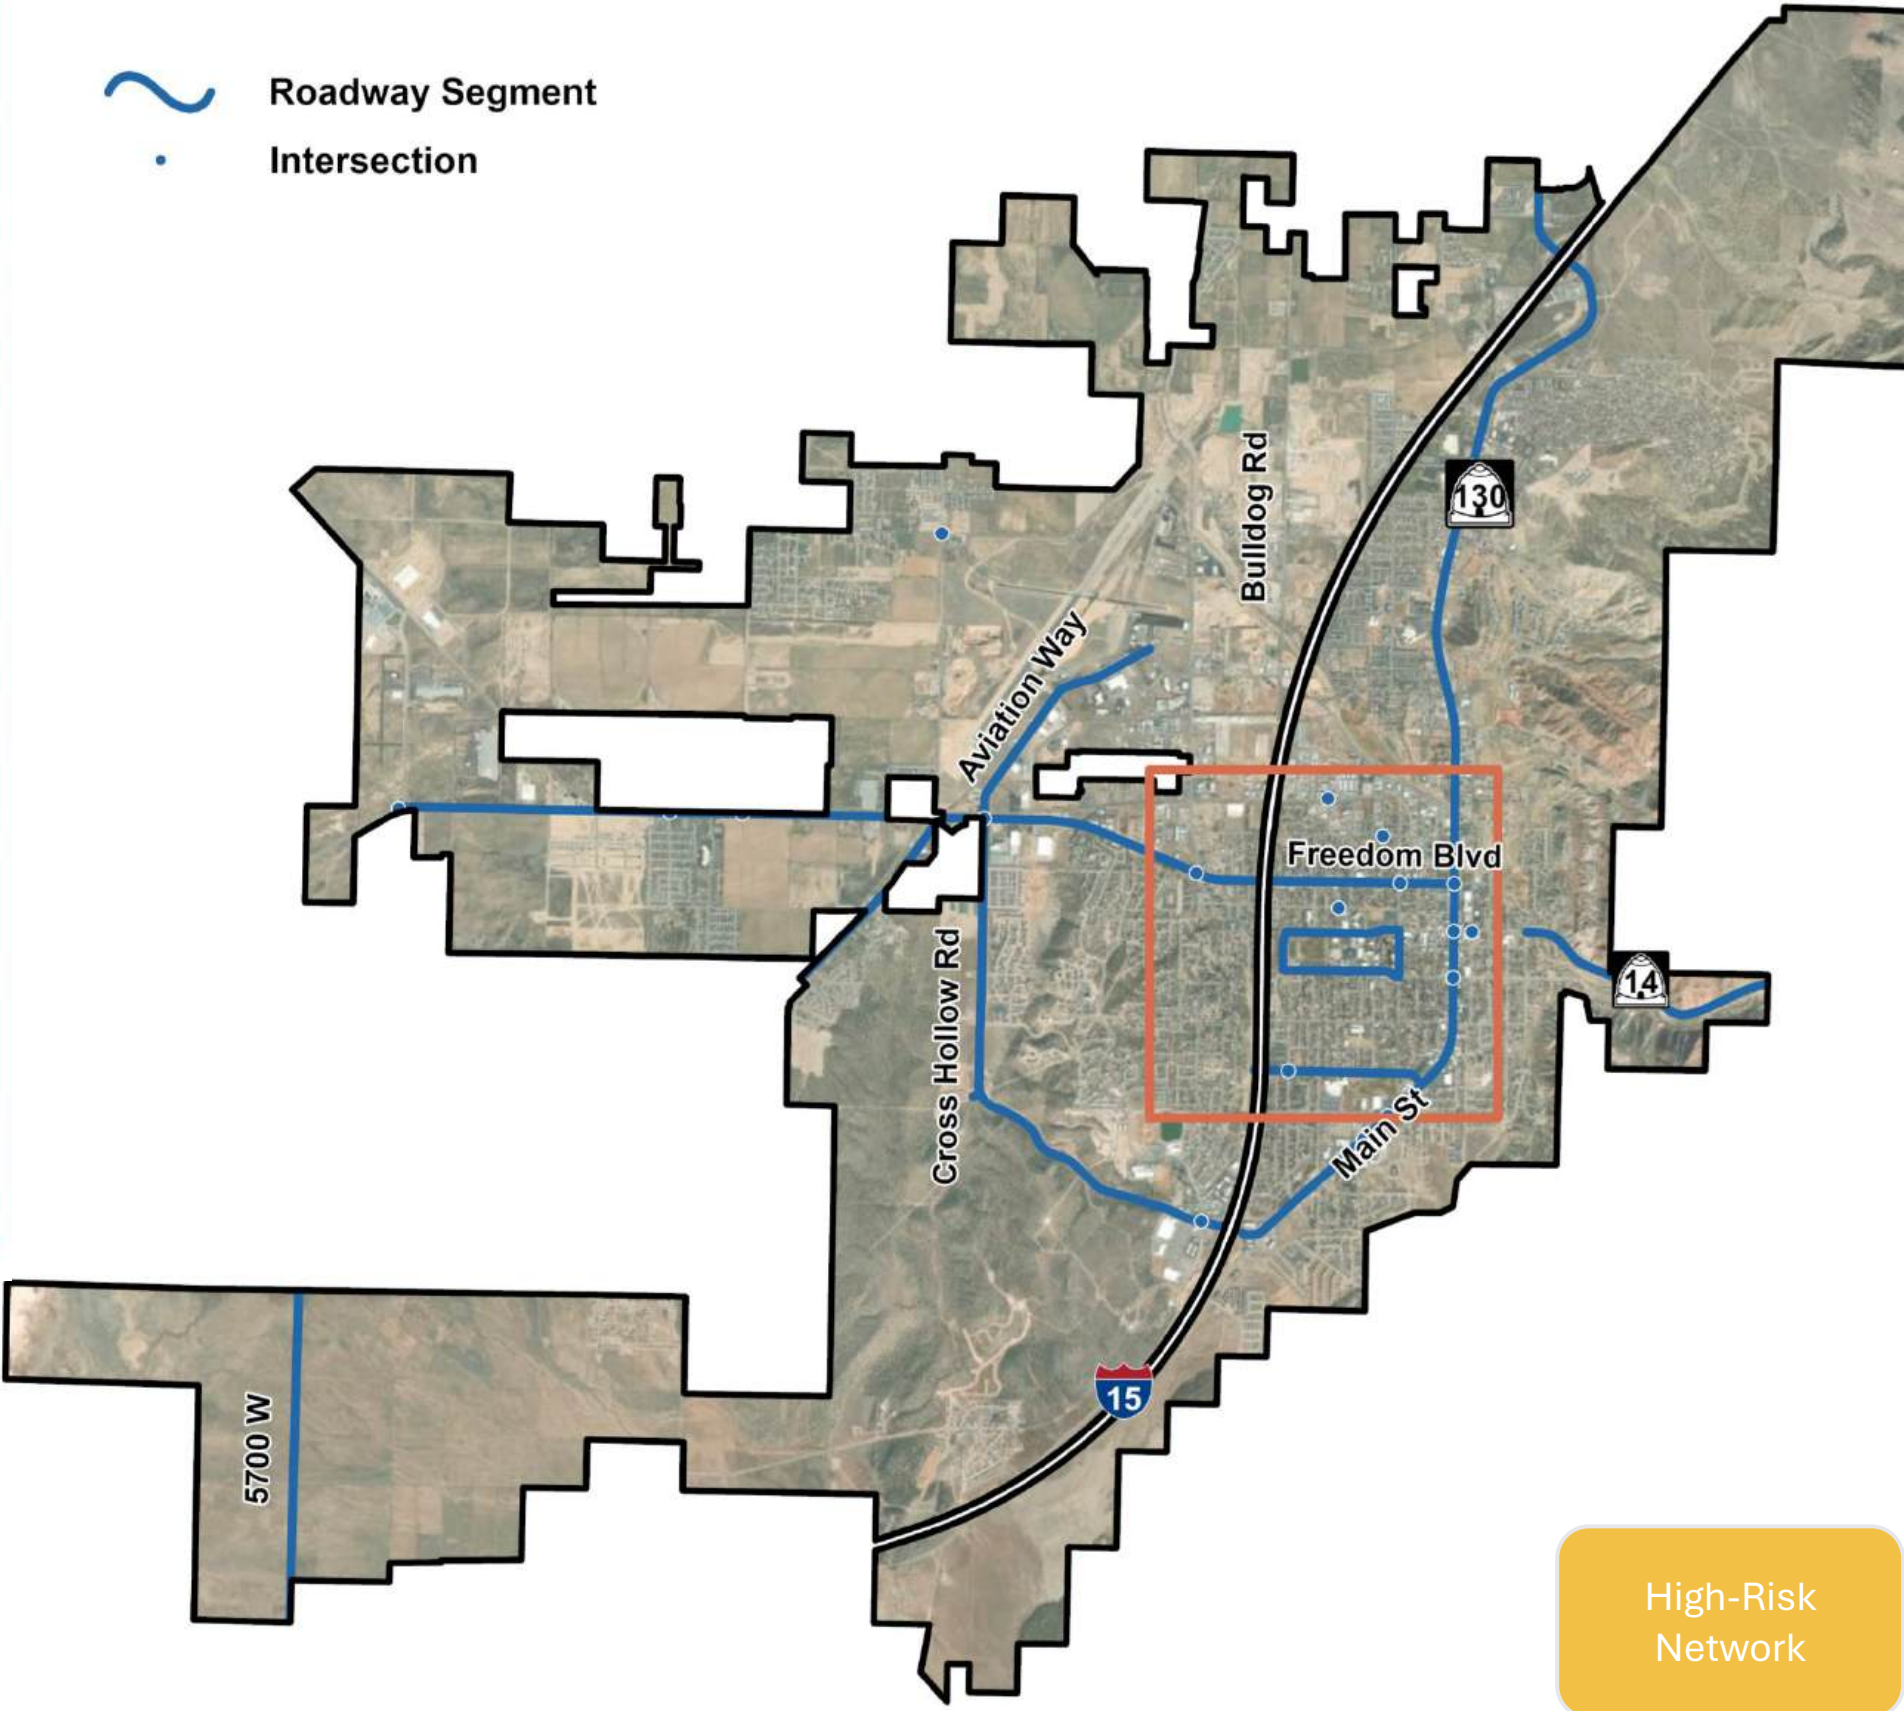 Roadway Segment
Intersection
Bulldog Rd
130
Aviation Way
Freedom Blvd
Cross Hollow Rd
14
Main St
15
5700 W
High-Risk
Network